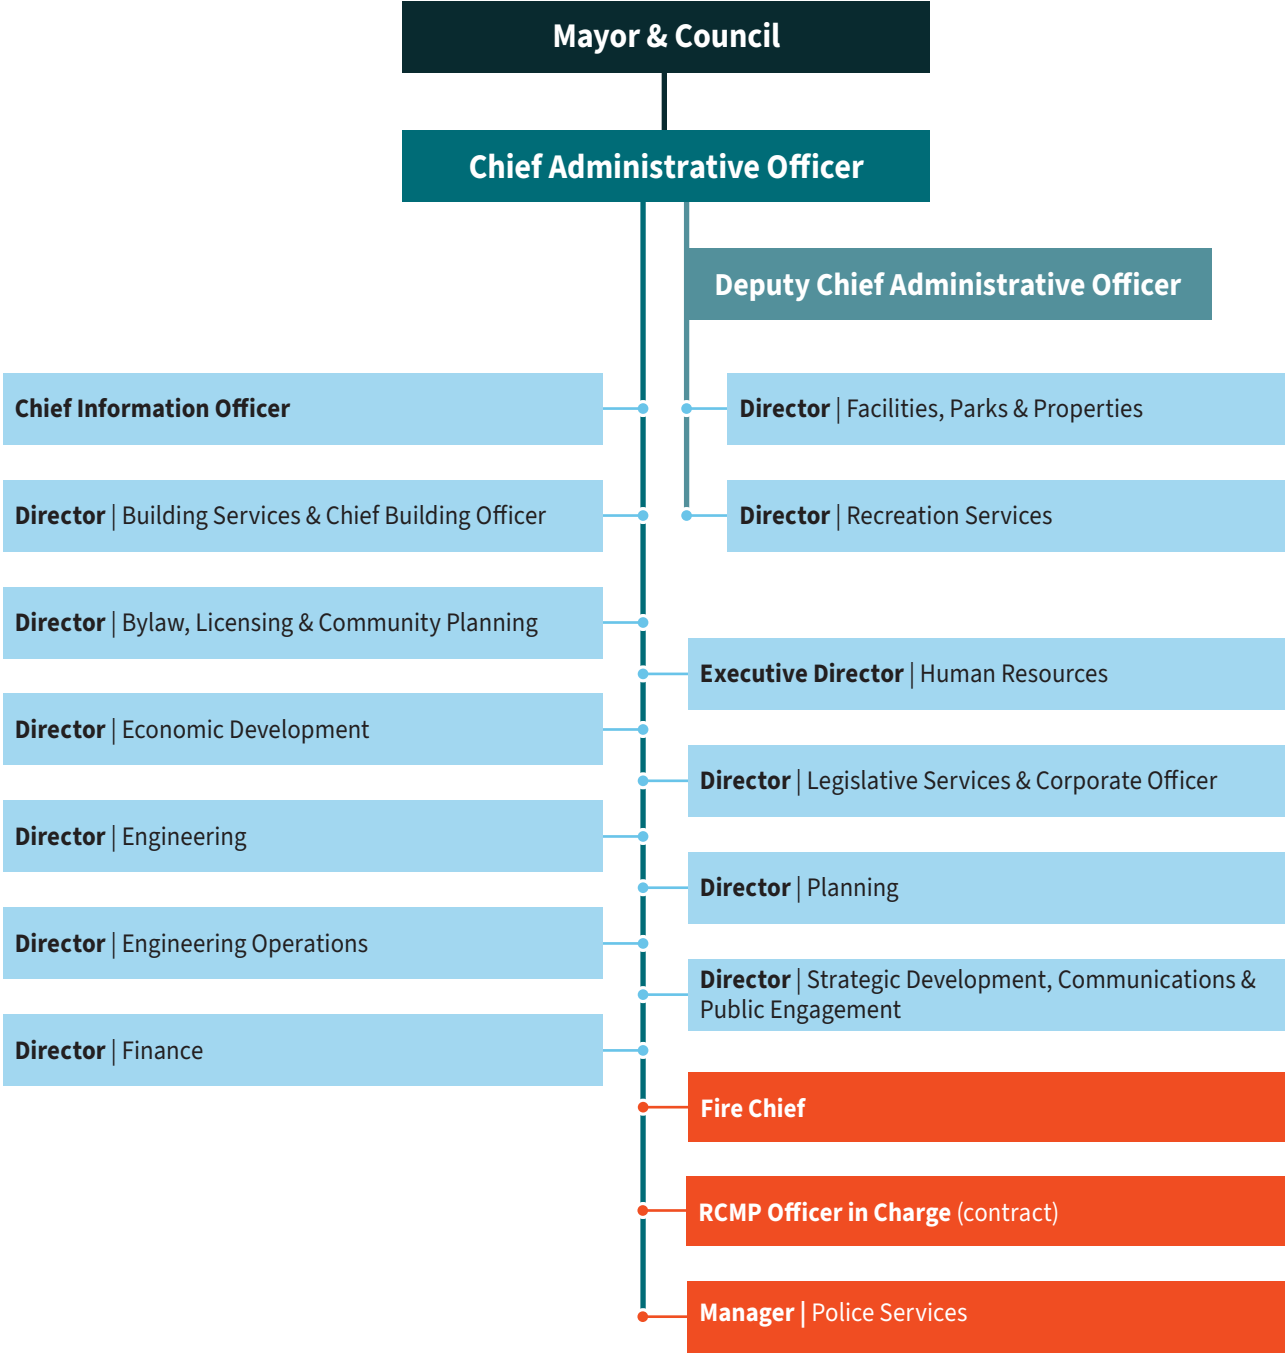 Mayor & Council
Chief Administrative Officer
Deputy Chief Administrative Officer
Chief Information Officer
Director | Building Services & Chief Building Officer
Director | Bylaw, Licensing & Community Planning
Director | Economic Development
Director | Engineering
Director | Engineering Operations
Director | Finance
Director | Facilities, Parks & Properties
Director | Recreation Services
Executive Director | Human Resources
Director | Legislative Services & Corporate Officer
Director | Planning
Director | Strategic Development, Communications &
Public Engagement
Fire Chief
RCMP Officer in Charge (contract)
Manager | Police Services